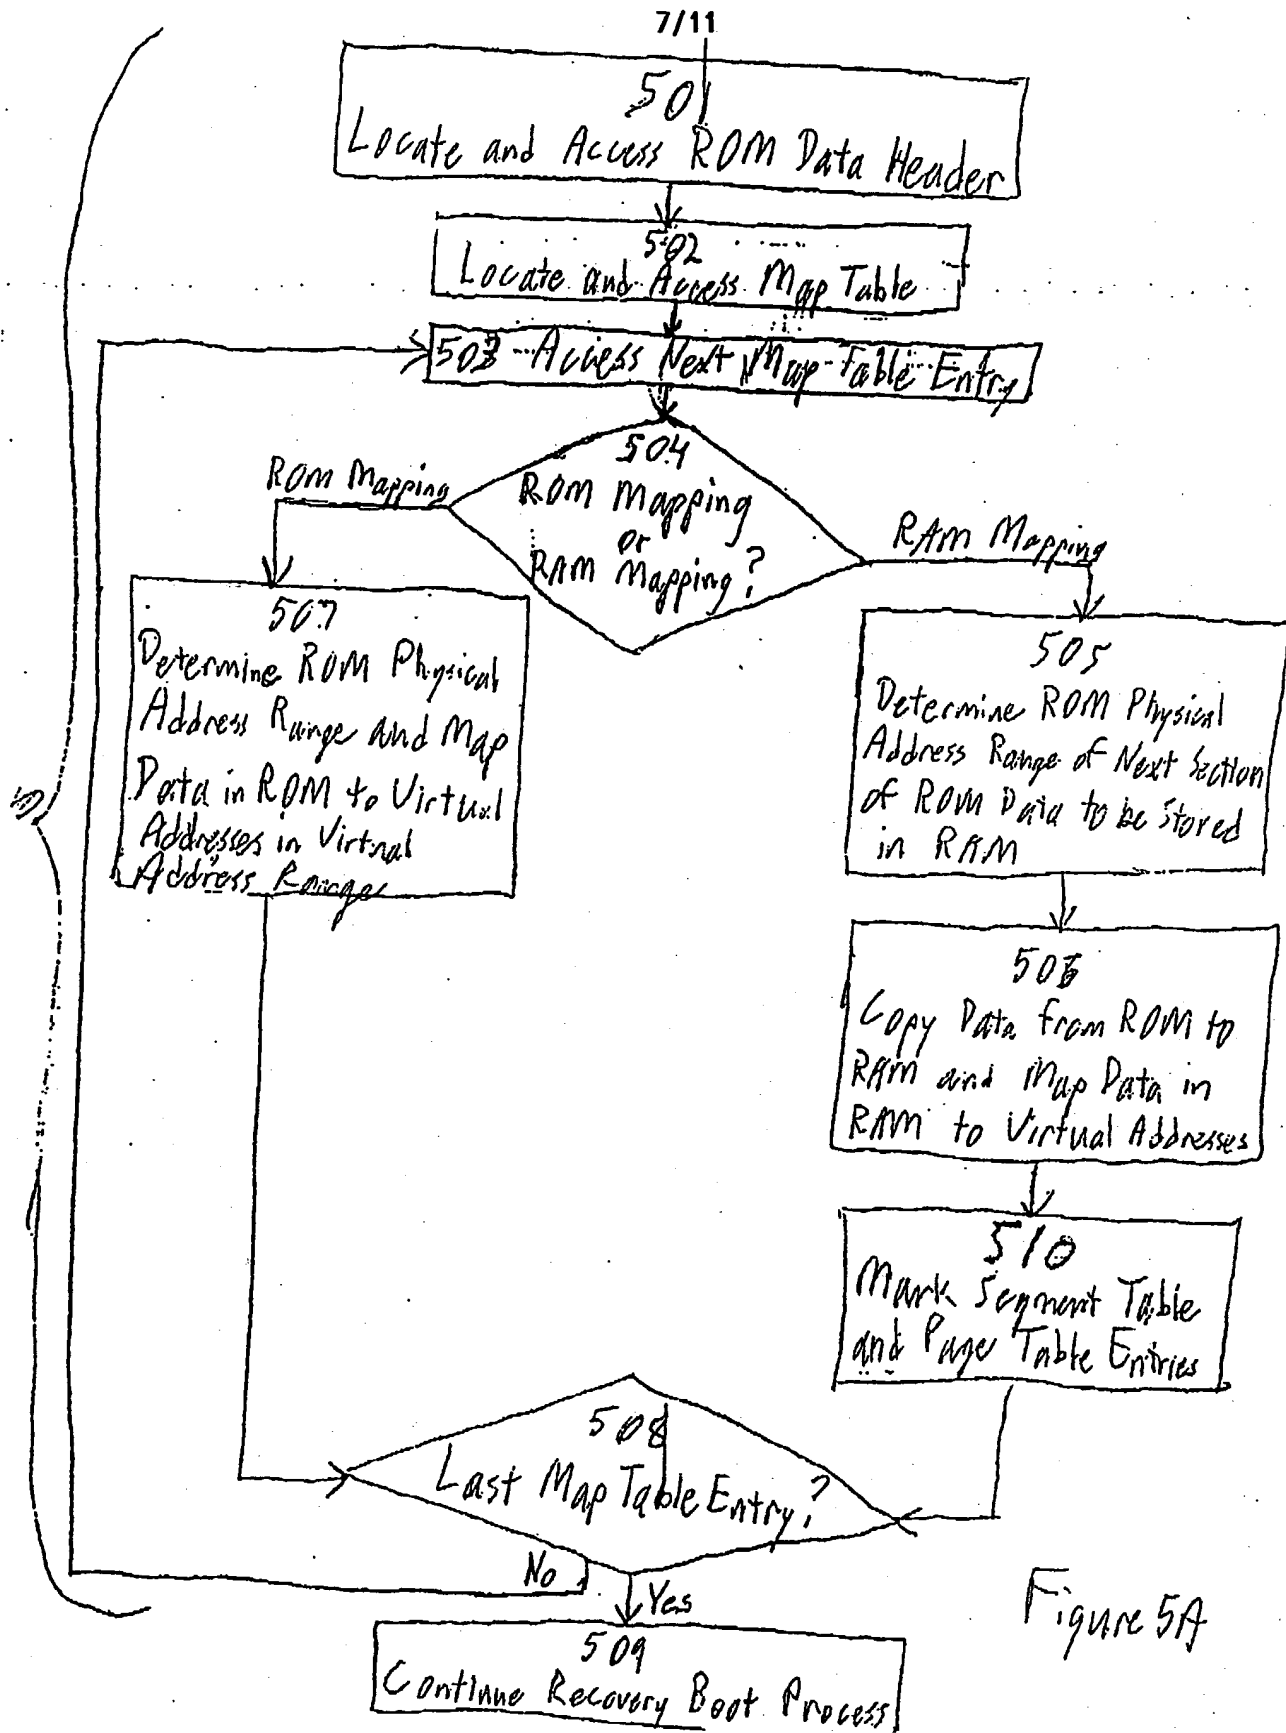 7/11
501
Locate and Access ROM Data Header
502
Locate and Access Map Table
503 Access Next Map Table Entry
504
ROM Mapping
or
RAM Mapping?
ROM Mapping
RAM Mapping
507
Determine ROM Physical
Address Range and Map
Data in ROM to Virtual
Addresses in Virtual
Address Range
505
Determine ROM Physical
Address Range of Next Section
of ROM Data to be Stored
in RAM
506
Copy Data from ROM to
RAM and Map Data in
RAM to Virtual Addresses
510
Mark Segment Table
and Page Table Entries
508
Last Map Table Entry?
No
Yes
509
Continue Recovery Boot Process
Figure 5A